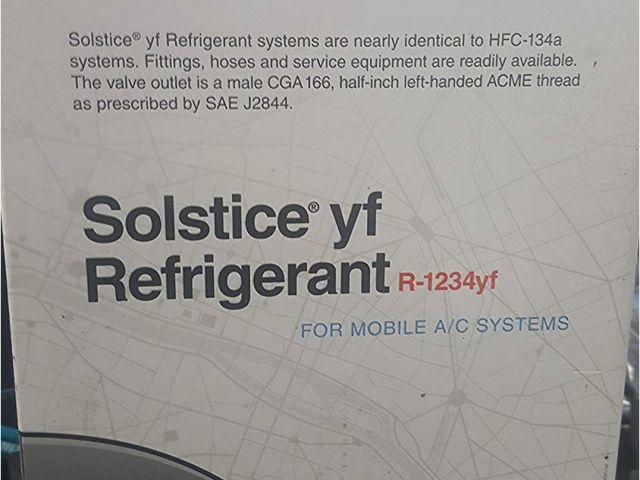 Solstice® yf Refrigerant systems are nearly identical to HFC-134a
systems. Fittings, hoses and service equipment are readily available.
The valve outlet is a male CGA166, half-inch left-handed ACME thread
as prescribed by SAE J2844.
Solstice® yf
Refrigerant R-1234yf
FOR MOBILE A/C SYSTEMS